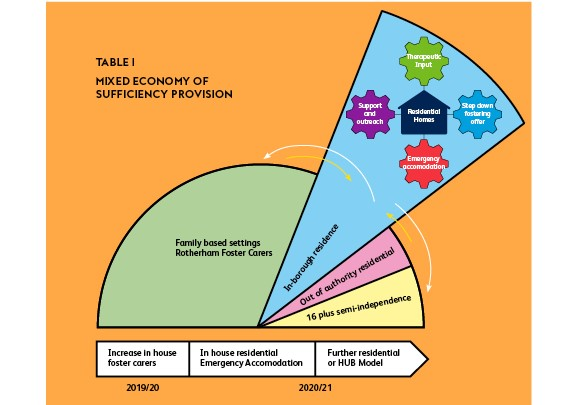 TABLE 1
MIXED ECONOMY OF
SUFFICIENCY PROVISION
Therapeutic
Input
Support
and
outreach
Residential
Homes
Step down
fostering
offer
Emergency
accomodation
Family based settings
Rotherham Foster Carers
In-borough residence
Out of authority residential
16 plus semi-independence
Increase in house
foster carers
In house residential
Emergency Accomodation
Further residential
or HUB Model
2019/20
2020/21